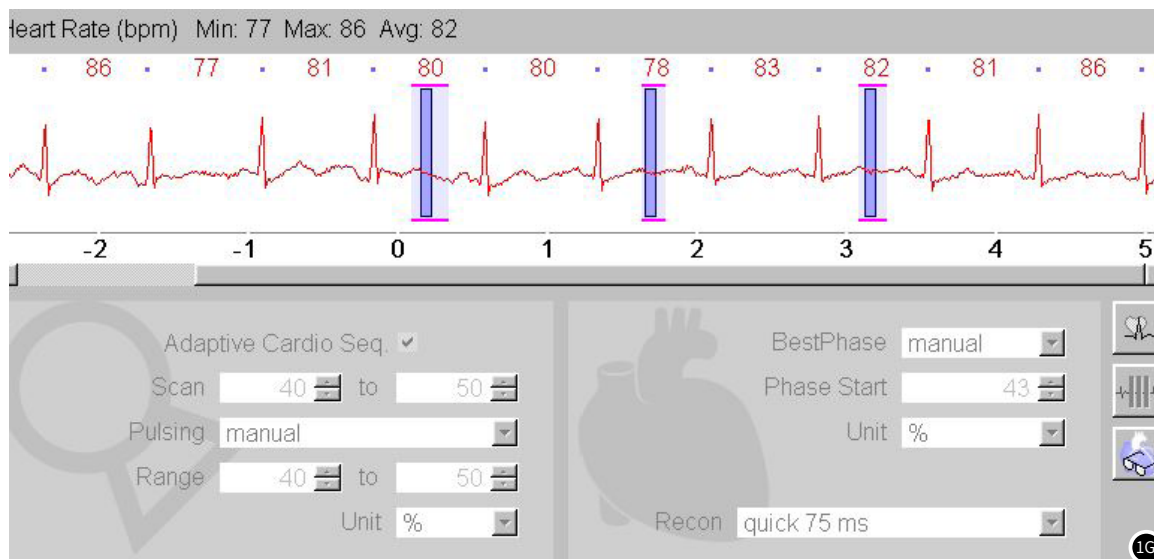 Heart Rate (bpm) Min: 77 Max: 86 Avg: 82
86 77 81 80 80 78 83 82 81 86
-2 -1 0 1 2 3 4 5
Adaptive Cardio Seq.
Scan 40 to 50
Pulsing manual
Range 40 to 50
Unit %
BestPhase manual
Phase Start 43
Unit %
Recon quick 75 ms
1G